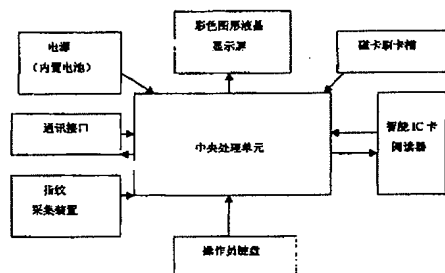 电源
（内置电池）
彩色图形液晶
显示屏
磁卡刷卡槽
通讯接口
中央处理单元
智能 IC 卡
阅读器
指纹
采集装置
操作员键盘